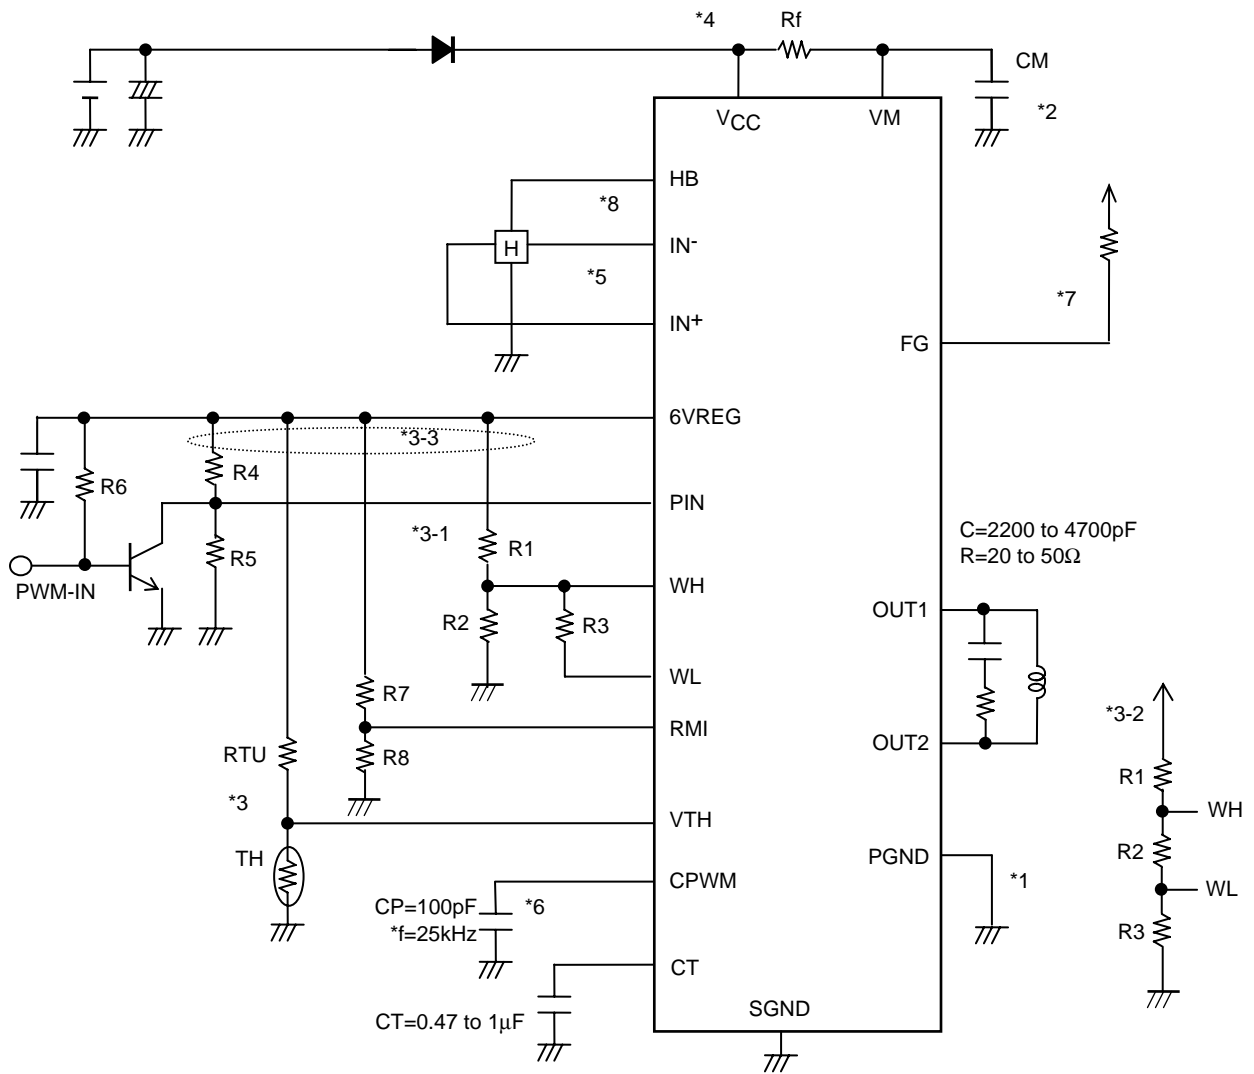 *4
Rf
CM
*2
VCC
VM
HB
*8
H
IN-
*5
IN+
*7
FG
6VREG
*3-3
R4
R6
PIN
*3-1
R1
R5
PWM-IN
WH
R2
R3
WL
C=2200 to 4700pF
R=20 to 50Ω
OUT1
R7
RMI
OUT2
*3-2
RTU
R8
R1
*3
VTH
WH
TH
R2
PGND
*1
WL
CPWM
CP=100pF
*6
*f=25kHz
R3
CT
CT=0.47 to 1µF
SGND